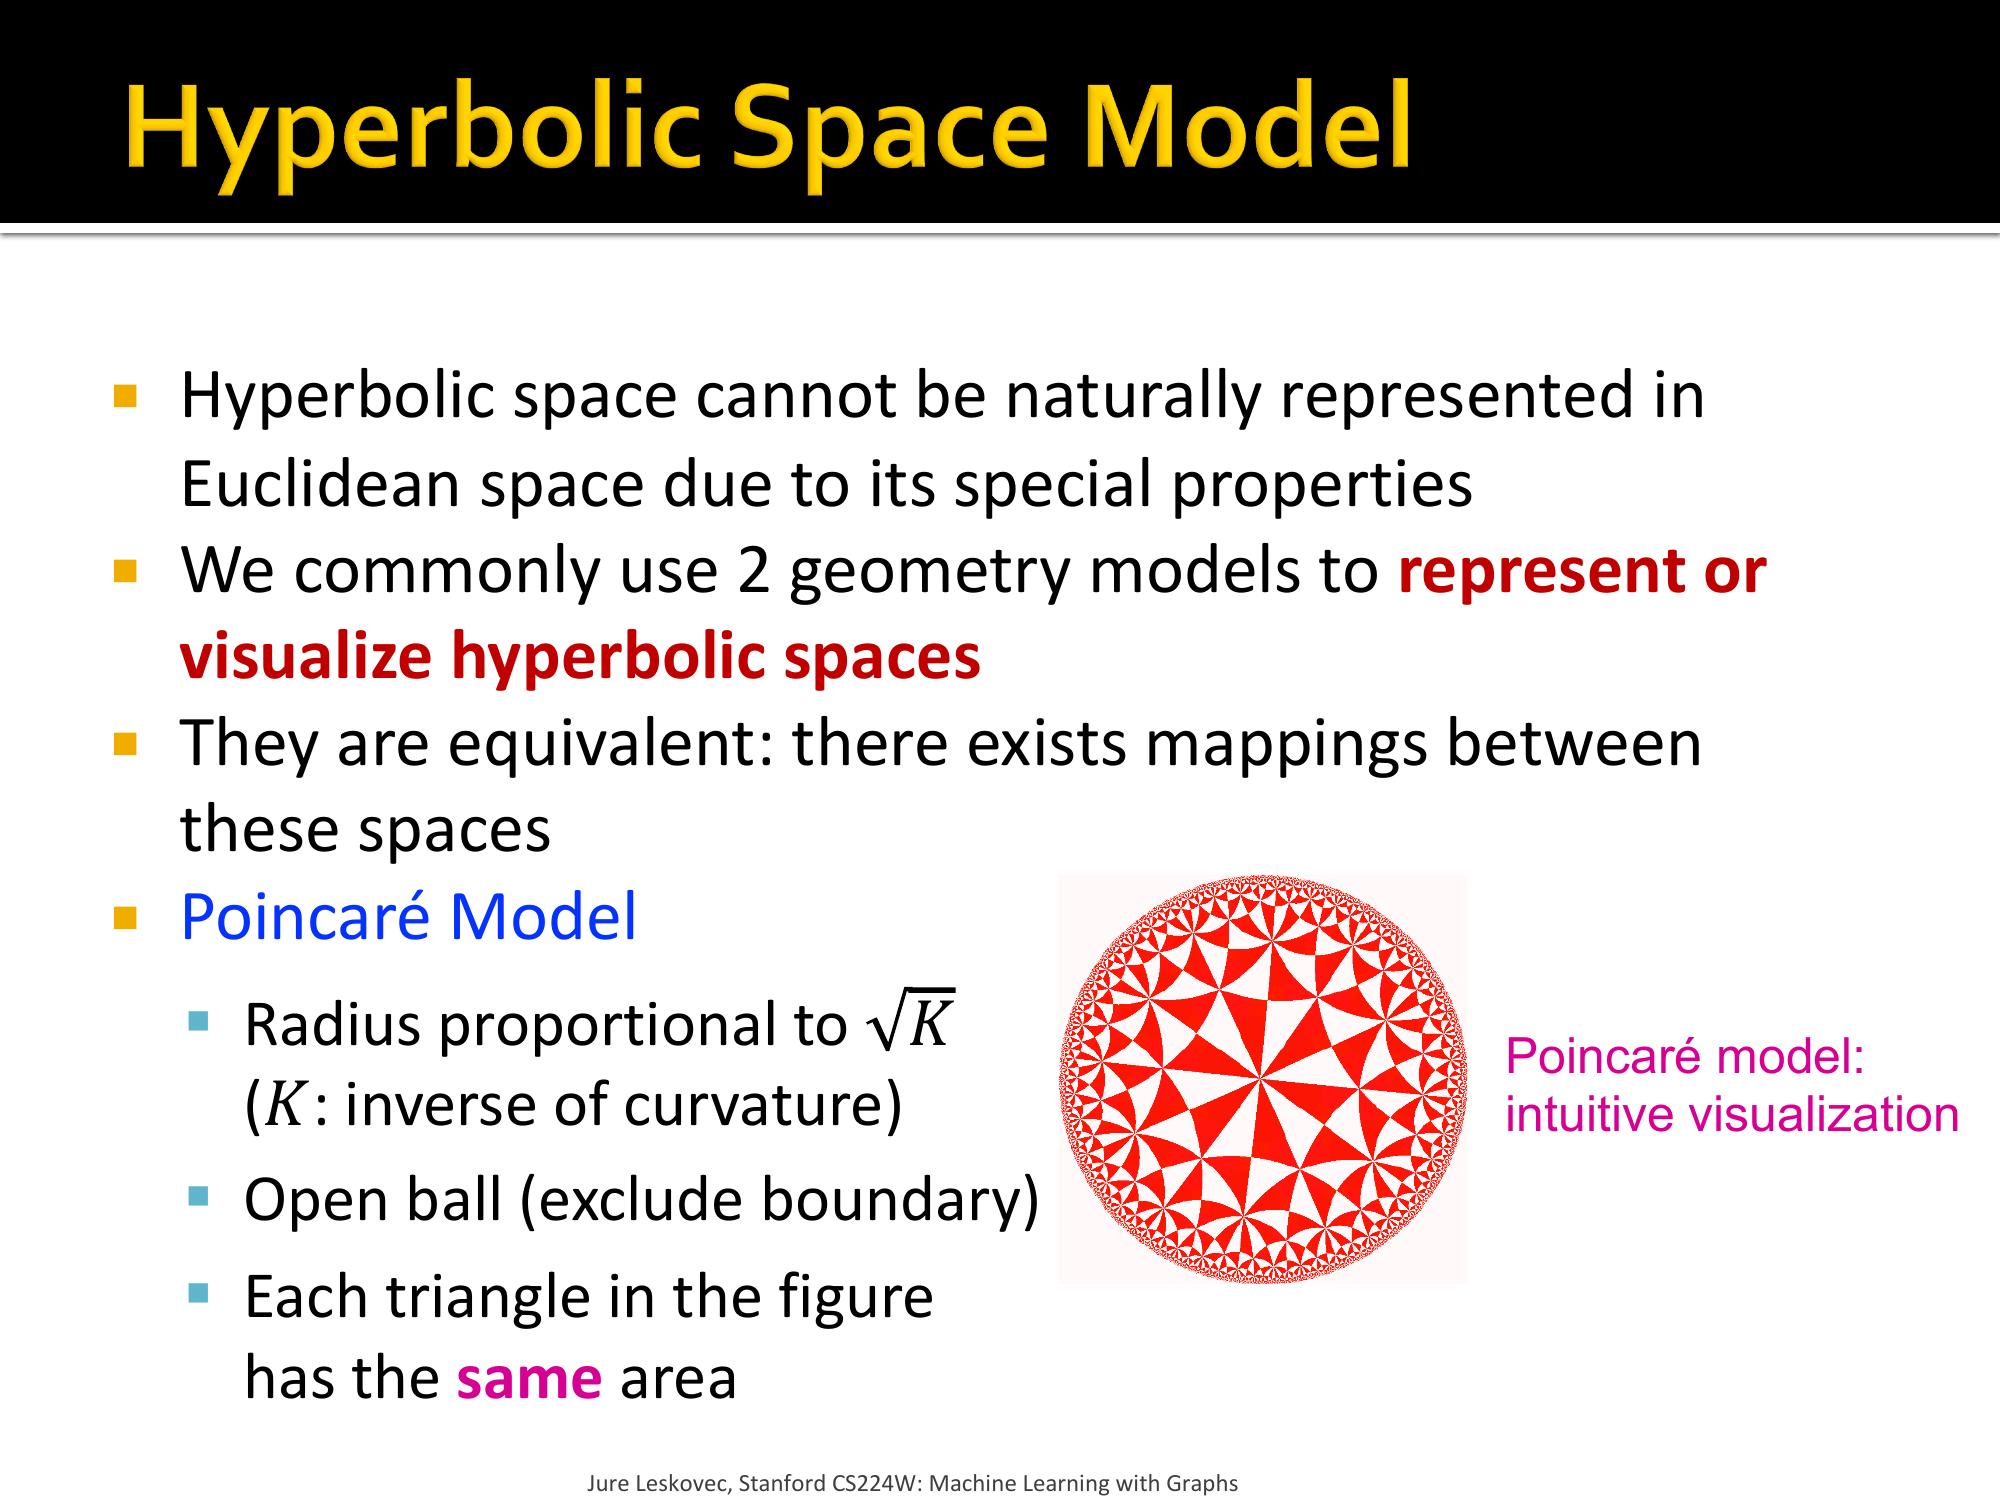 Hyperbolic Space Model
Hyperbolic space cannot be naturally represented in
Euclidean space due to its special properties
We commonly use 2 geometry models to represent or
visualize hyperbolic spaces
They are equivalent: there exists mappings between
these spaces
Poincaré Model
Radius proportional to √K
(K: inverse of curvature)
Open ball (exclude boundary)
Each triangle in the figure
has the same area
Poincaré model:
intuitive visualization
Jure Leskovec, Stanford CS224W: Machine Learning with Graphs